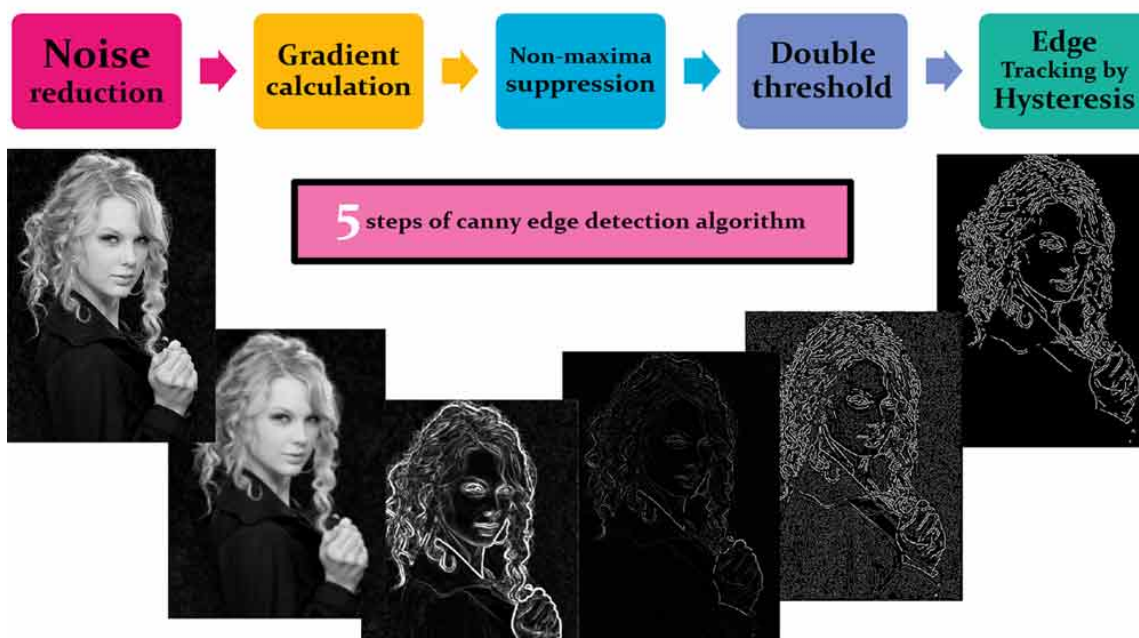 Noise
reduction
Gradient
calculation
Non-maxima
suppression
Double
threshold
Edge
Tracking by
Hysteresis
5 steps of canny edge detection algorithm